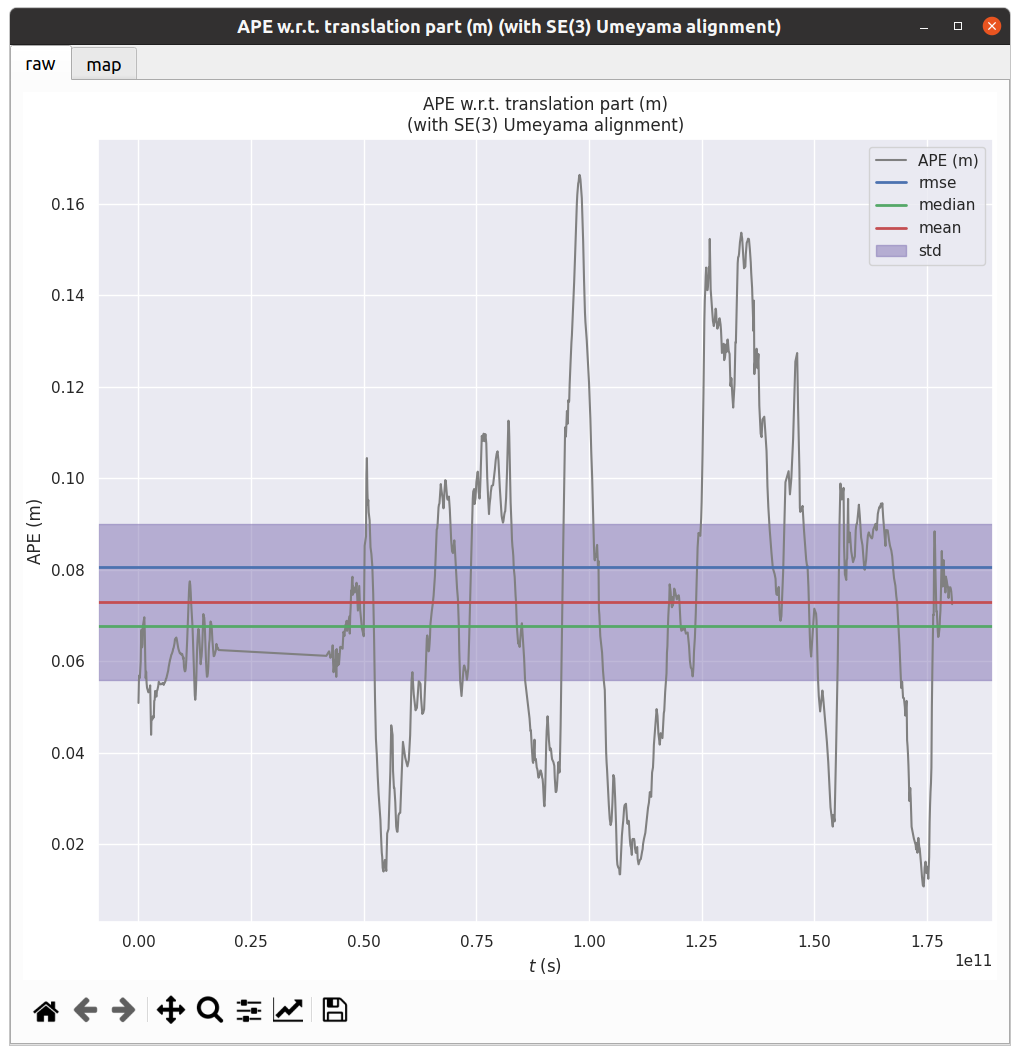 APE w.r.t. translation part (m) (with SE(3) Umeyama alignment)
raw
map
APE w.r.t. translation part (m)
(with SE(3) Umeyama alignment)
APE (m)
rmse
median
mean
std
0.16
0.14
0.12
0.10
0.08
0.06
0.04
0.02
APE (m)
0.00
0.25
0.50
0.75
1.00
1.25
1.50
1.75
1e11
t (s)